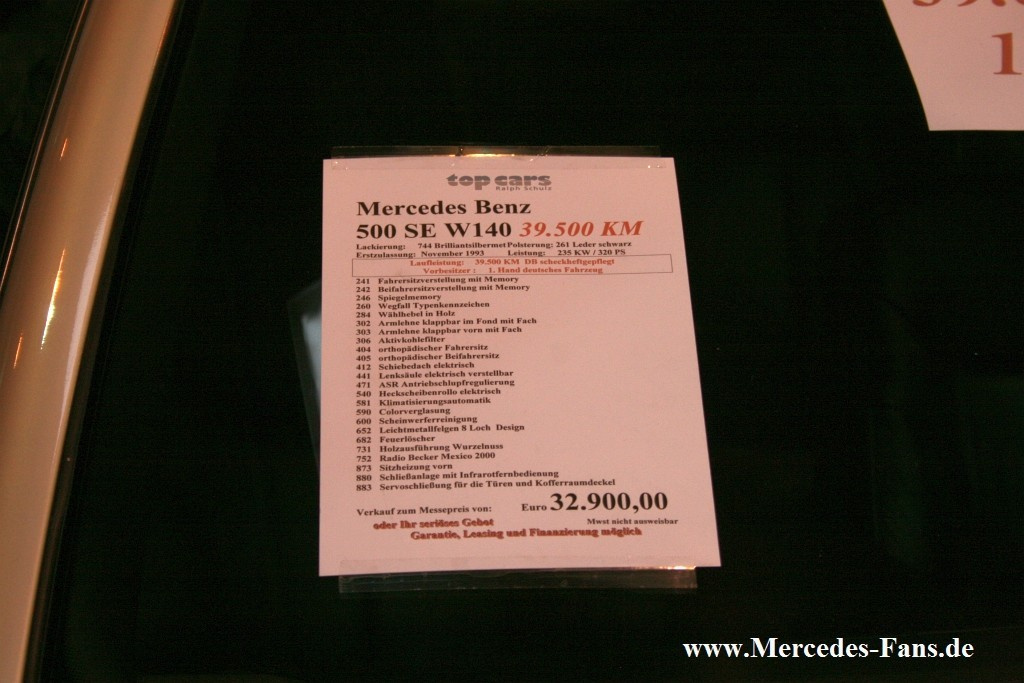 top cars
Ralph Schulz
Mercedes Benz
500 SE W140 39.500 KM
Lackierung: 744 Brilliantsilbermet Polsterung: 261 Leder schwarz
Erstzulassung: November 1993 Leistung: 235 KW / 320 PS
Laufleistung: 39.500 KM DB scheckheftgepflegt
Vorbesitzer : 1. Hand deutsches Fahrzeug
241 Fahrersitzverstellung mit Memory
242 Beifahrersitzverstellung mit Memory
246 Spiegelmemory
260 Wegfall Typenkennzeichen
284 Wählhebel in Holz
302 Armlehne klappbar im Fond mit Fach
303 Armlehne klappbar vorn mit Fach
306 Aktivkohlefilter
404 orthopädischer Fahrersitz
405 orthopädischer Beifahrersitz
412 Schiebedach elektrisch
441 Lenksäule elektrisch verstellbar
471 ASR Antriebschlupfregulierung
540 Heckscheibenrollo elektrisch
581 Klimatisierungsautomatik
590 Colorverglasung
600 Scheinwerferreinigung
652 Leichtmetallfelgen 8 Loch Design
682 Feuerlöscher
731 Holzausführung Wurzelnuss
752 Radio Becker Mexico 2000
873 Sitzheizung vorn
880 Schließanlage mit Infrarotfernbedienung
883 Servoschließung für die Türen und Kofferraumdeckel
Verkauf zum Messepreis von: Euro 32.900,00
oder Ihr seriöses Gebot Mwst nicht ausweisbar
Garantie, Leasing und Finanzierung möglich
1
www.Mercedes-Fans.de